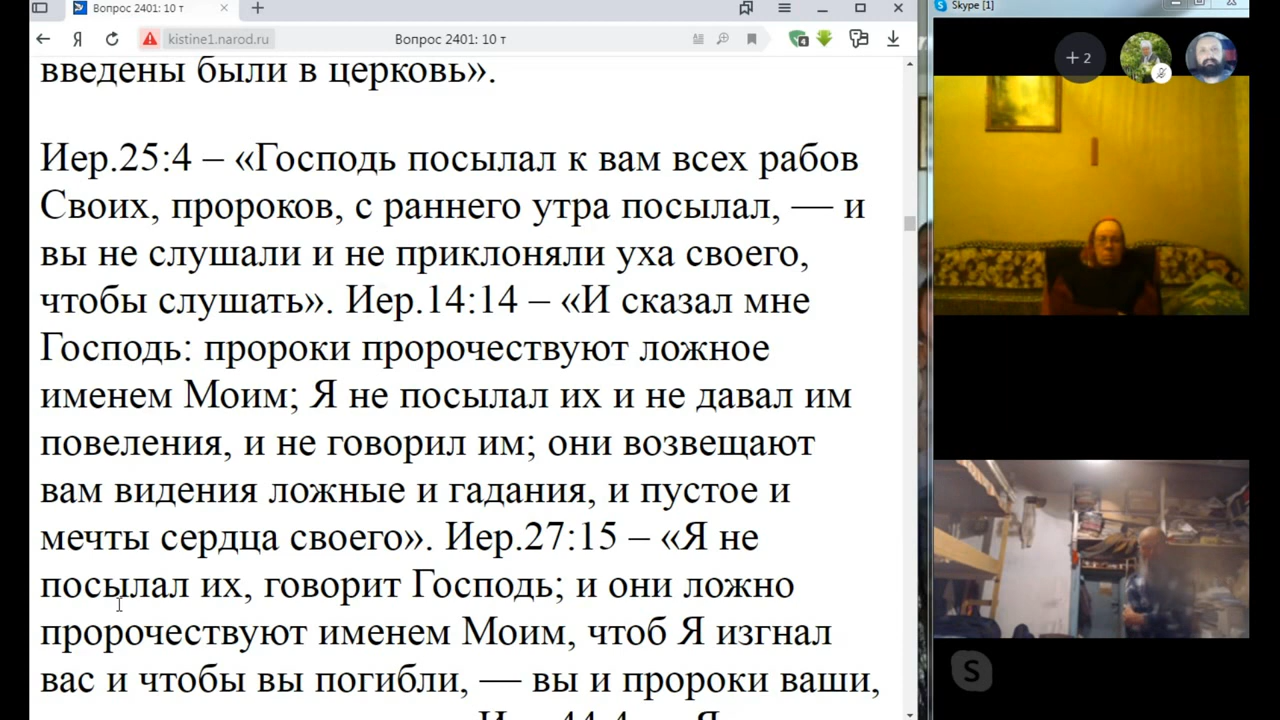 Вопрос 2401: 10 т
Skype [1]
kistine1.narod.ru
Вопрос 2401: 10 т
4
+2
введены были в церковь».
Иер.25:4 – «Господь посылал к вам всех рабов
Своих, пророков, с раннего утра посылал, — и
вы не слушали и не приклоняли уха своего,
чтобы слушать». Иер.14:14 – «И сказал мне
Господь: пророки пророчествуют ложное
именем Моим; Я не посылал их и не давал им
повеления, и не говорил им; они возвещают
вам видения ложные и гадания, и пустое и
мечты сердца своего». Иер.27:15 – «Я не
посылал их, говорит Господь; и они ложно
пророчествуют именем Моим, чтоб Я изгнал
вас и чтобы вы погибли, — вы и пророки ваши,